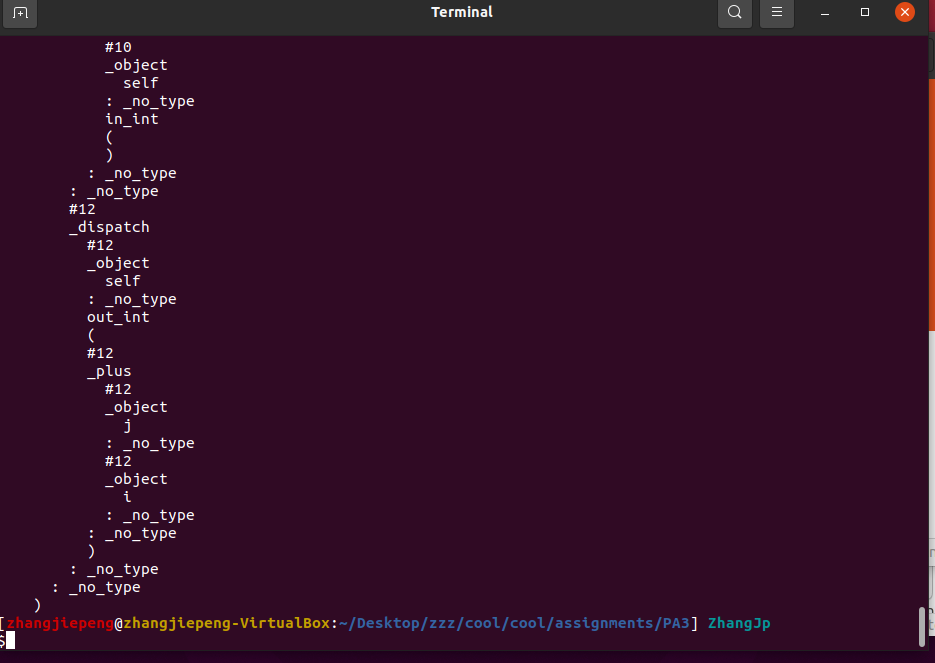 Terminal
#10
_object
self
: _no_type
in_int
(
)
: _no_type
: _no_type
#12
_dispatch
#12
_object
self
: _no_type
out_int
(
#12
_plus
#12
_object
j
: _no_type
#12
_object
i
: _no_type
: _no_type
)
: _no_type
: _no_type
)
[zhangjiepeng@zhangjiepeng-VirtualBox:~/Desktop/zzz/cool/cool/assignments/PA3] ZhangJp
$